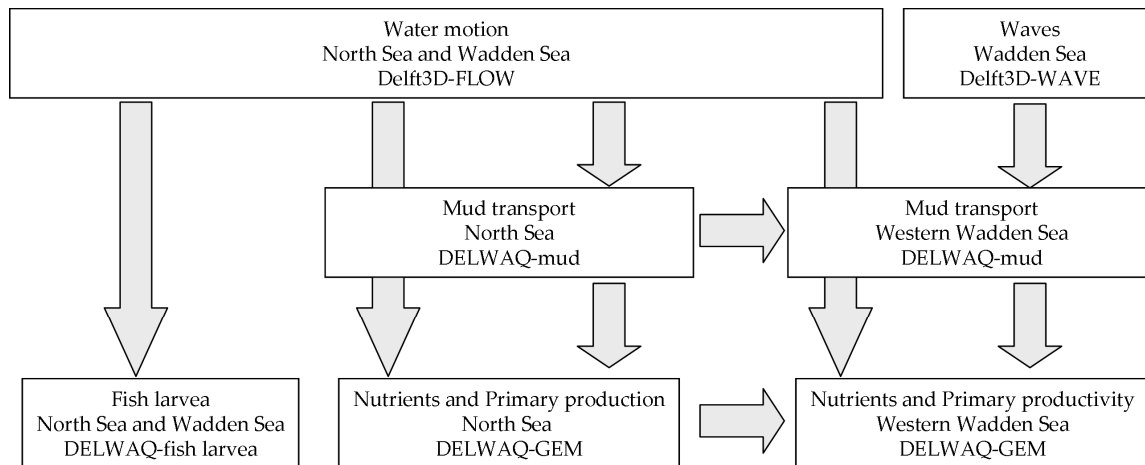 Water motion
North Sea and Wadden Sea
Delft3D-FLOW
Waves
Wadden Sea
Delft3D-WAVE
Mud transport
North Sea
DELWAQ-mud
Mud transport
Western Wadden Sea
DELWAQ-mud
Fish larvea
North Sea and Wadden Sea
DELWAQ-fish larvea
Nutrients and Primary production
North Sea
DELWAQ-GEM
Nutrients and Primary productivity
Western Wadden Sea
DELWAQ-GEM